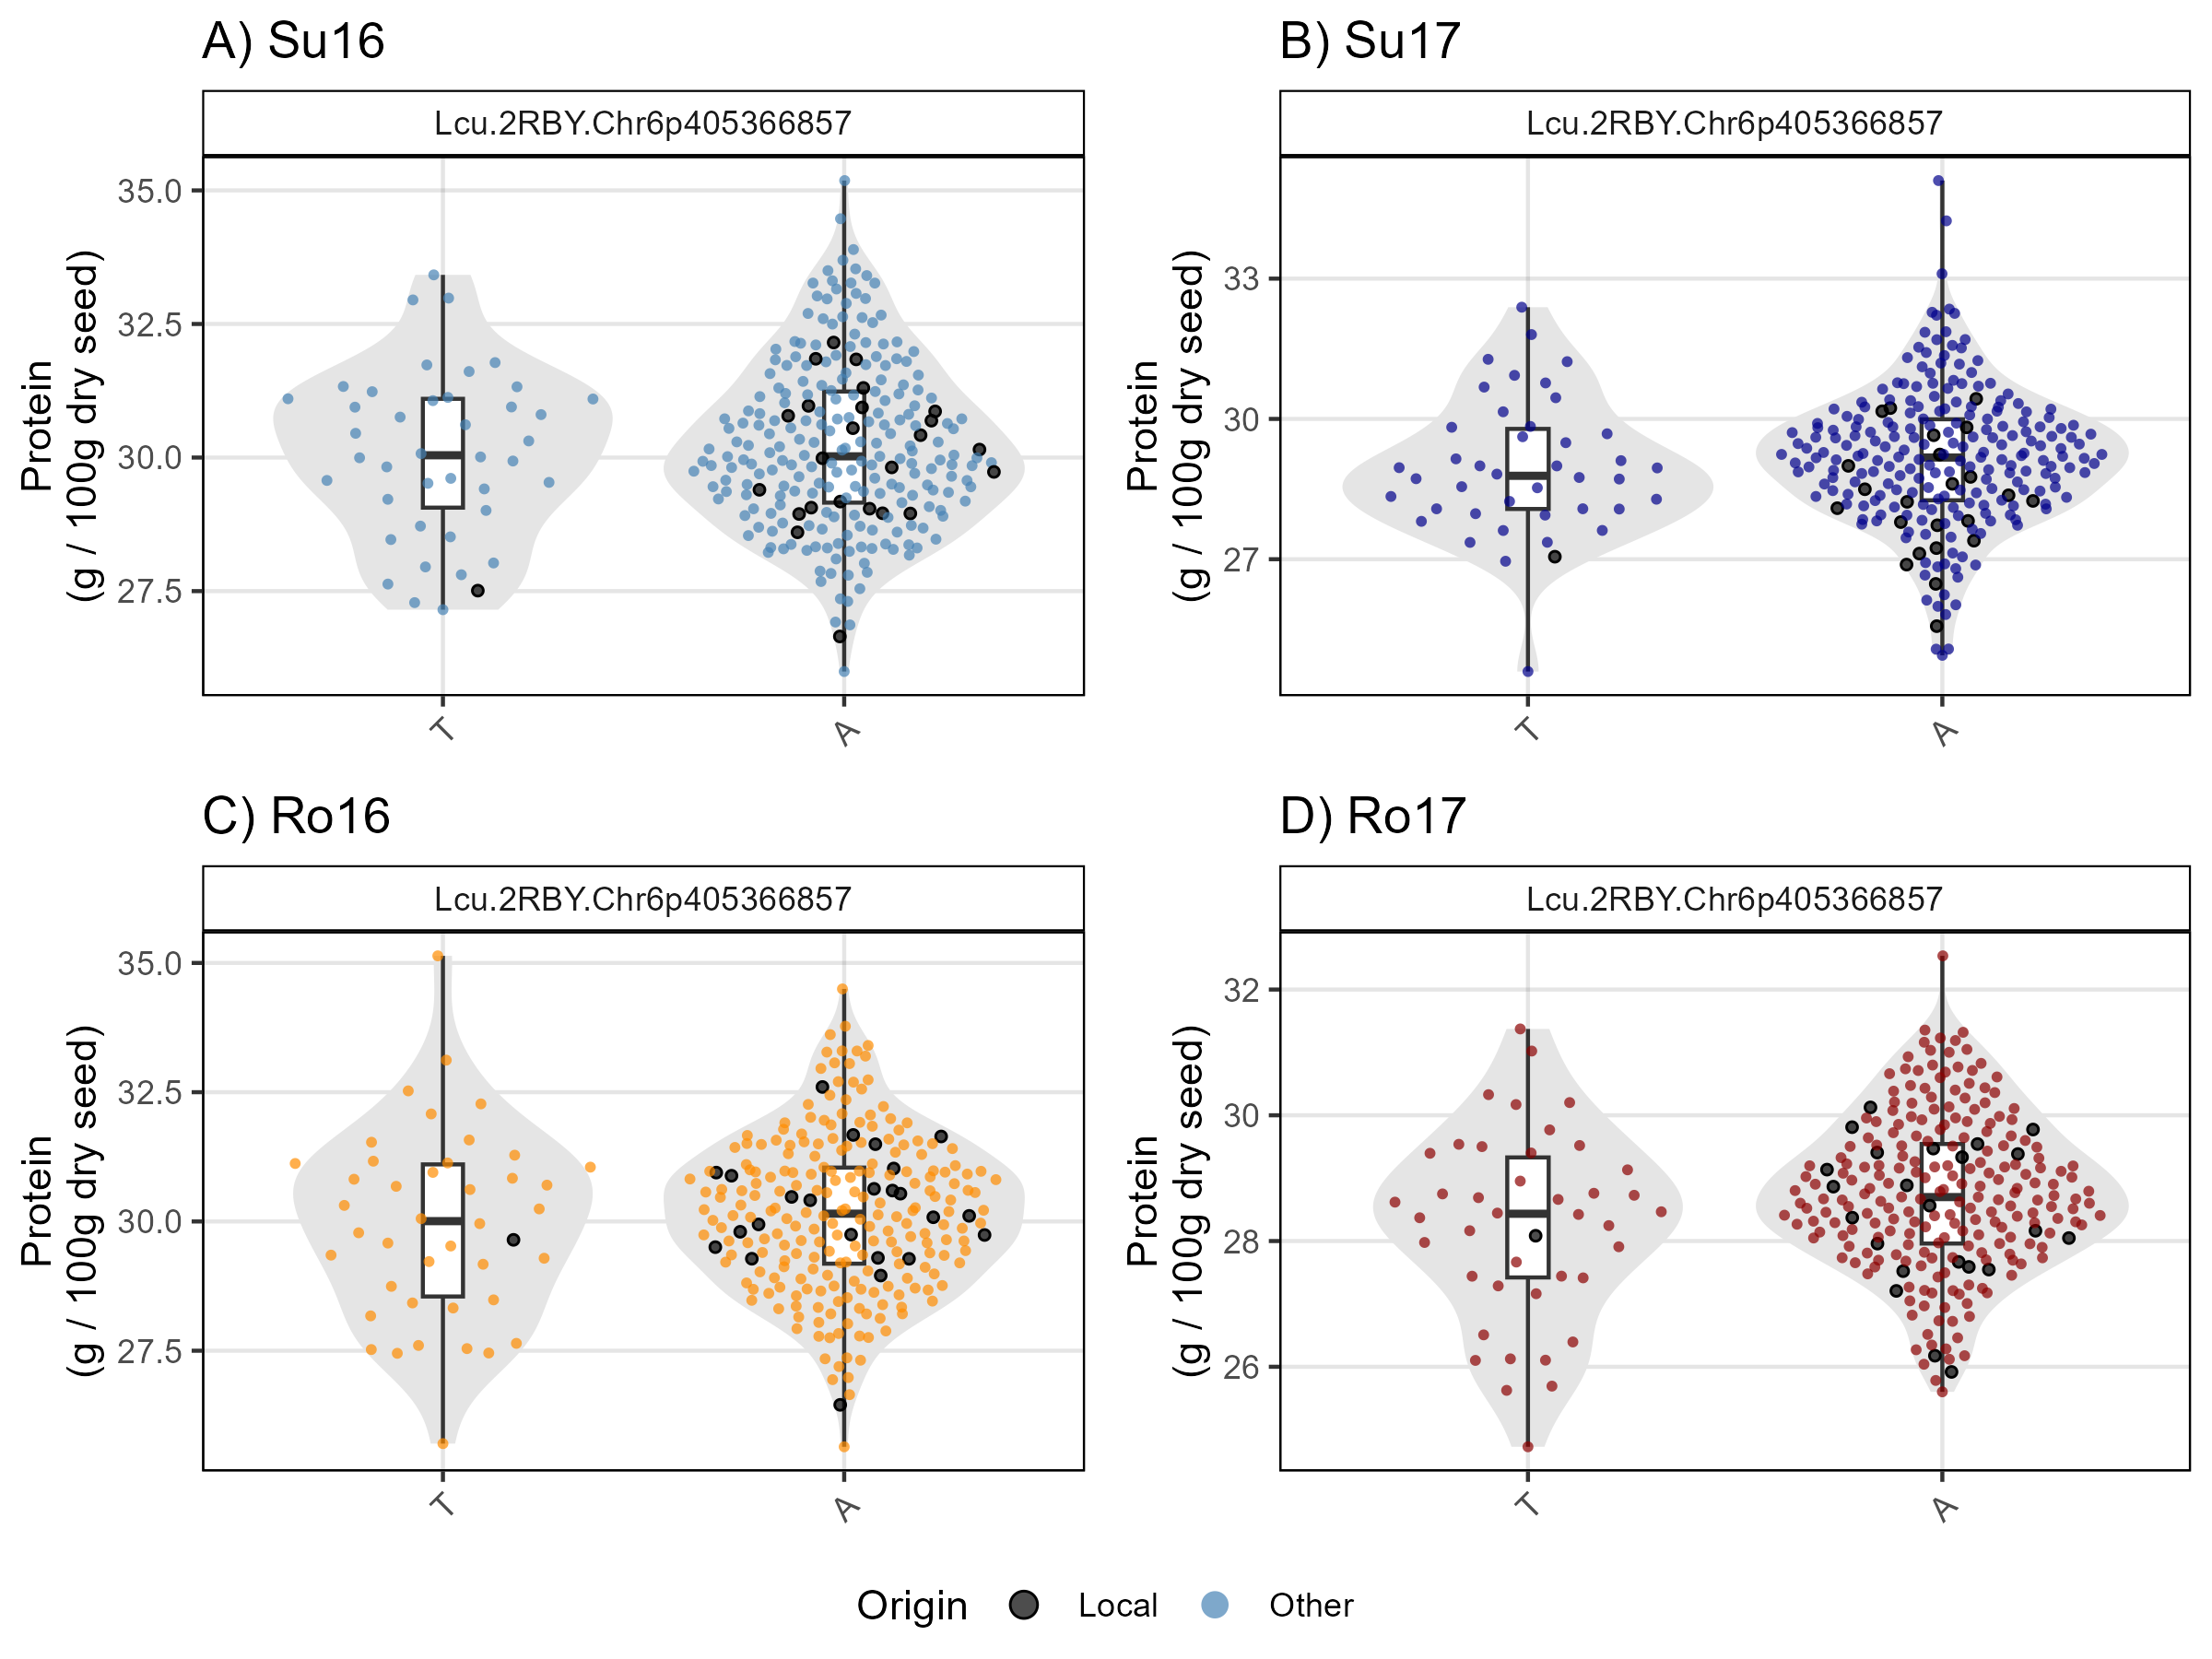 A) Su16
Lcu.2RBY.Chr6p405366857
Protein
(g / 100g dry seed)
35.0
32.5
30.0
27.5
T
A
B) Su17
Lcu.2RBY.Chr6p405366857
Protein
(g / 100g dry seed)
33
30
27
T
A
C) Ro16
Lcu.2RBY.Chr6p405366857
Protein
(g / 100g dry seed)
35.0
32.5
30.0
27.5
T
A
D) Ro17
Lcu.2RBY.Chr6p405366857
Protein
(g / 100g dry seed)
32
30
28
26
T
A
Origin Local Other